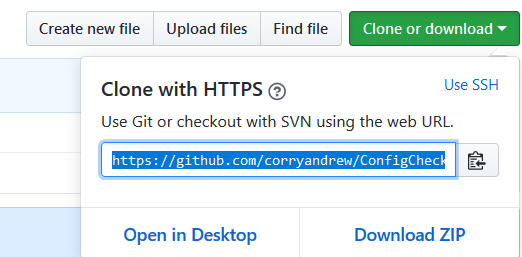 Create new file Upload files Find file Clone or download
Clone with HTTPS ? Use SSH
Use Git or checkout with SVN using the web URL.
https://github.com/corryandrew/ConfigCheck
Open in Desktop Download ZIP